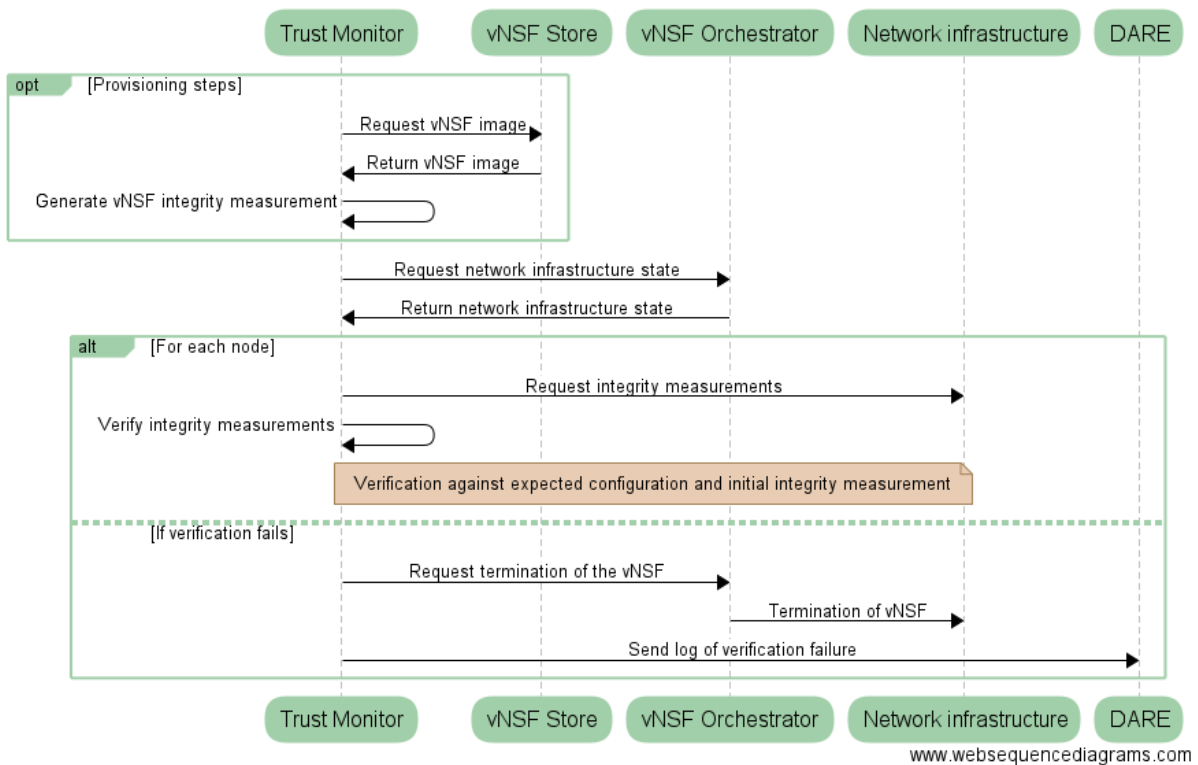 Trust Monitor
vNSF Store
vNSF Orchestrator
Network infrastructure
DARE
opt
[Provisioning steps]
Request vNSF image
Return vNSF image
Generate vNSF integrity measurement
Request network infrastructure state
Return network infrastructure state
alt
[For each node]
Request integrity measurements
Verify integrity measurements
Verification against expected configuration and initial integrity measurement
[If verification fails]
Request termination of the vNSF
Termination of vNSF
Send log of verification failure
Trust Monitor
vNSF Store
vNSF Orchestrator
Network infrastructure
DARE
www.websequencediagrams.com